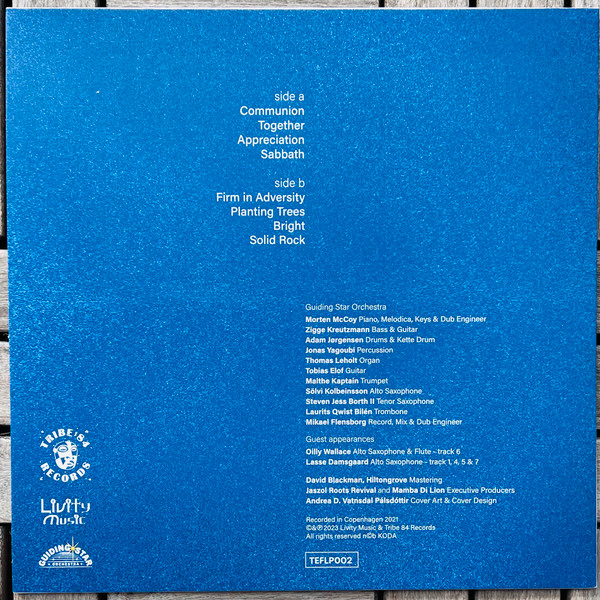 side a
Communion
Together
Appreciation
Sabbath
side b
Firm in Adversity
Planting Trees
Bright
Solid Rock
Guiding Star Orchestra
Morten McCoy Piano, Melodica, Keys & Dub Engineer
Zigge Kreutzmann Bass & Guitar
Adam Jørgensen Drums & Kette Drum
Jonas Yagoubi Percussion
Thomas Leholt Organ
Tobias Elof Guitar
Malthe Kaptain Trumpet
Sölvi Kolbeinsson Alto Saxophone
Steven Jess Borth II Tenor Saxophone
Laurits Qwist Bilén Trombone
Mikael Flensborg Record, Mix & Dub Engineer
Guest appearances
Oilly Wallace Alto Saxophone & Flute – track 6
Lasse Damsgaard Alto Saxophone – track 1, 4, 5 & 7
David Blackman, Hiltongrove Mastering
Jaszol Roots Revival and Mamba Di Lion Executive Producers
Andrea D. Vatnsdal Pálsdóttir Cover Art & Cover Design
Recorded in Copenhagen 2021
©&℗ 2023 Livity Music & Tribe 84 Records
All rights reserved n©b KODA
TEFLP002
TRIBE '84
RECORDS
Livity
Music
GUIDING STAR
ORCHESTRA